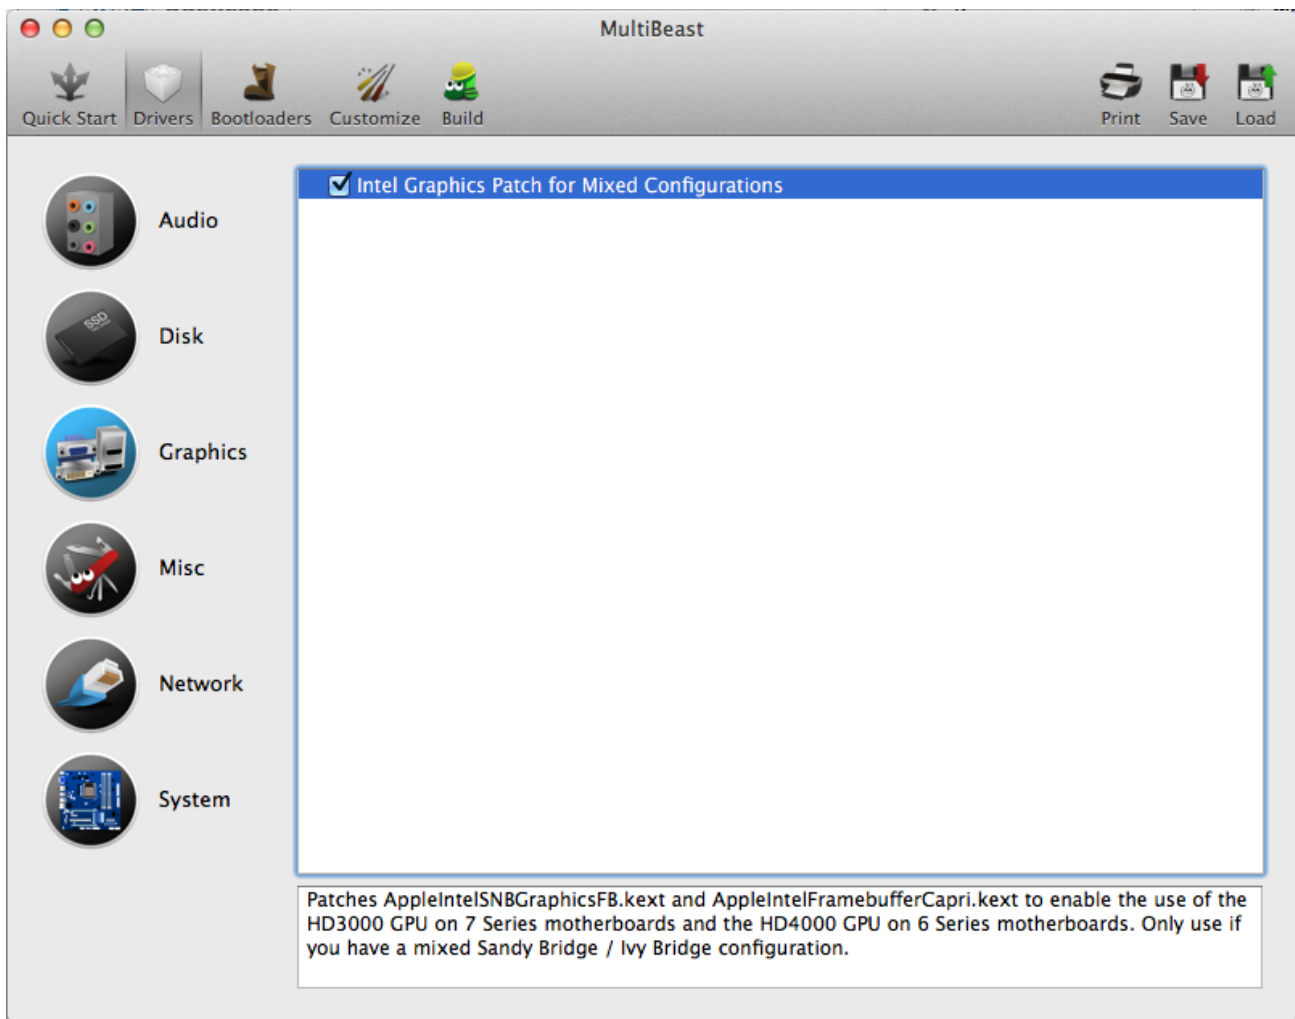 MultiBeast
Quick Start Drivers Bootloaders Customize Build Print Save Load
Intel Graphics Patch for Mixed Configurations
Audio
SSD
Disk
Graphics
Misc
Network
System
Patches AppleIntelSNBGraphicsFB.kext and AppleIntelFramebufferCapri.kext to enable the use of the
HD3000 GPU on 7 Series motherboards and the HD4000 GPU on 6 Series motherboards. Only use if
you have a mixed Sandy Bridge / Ivy Bridge configuration.